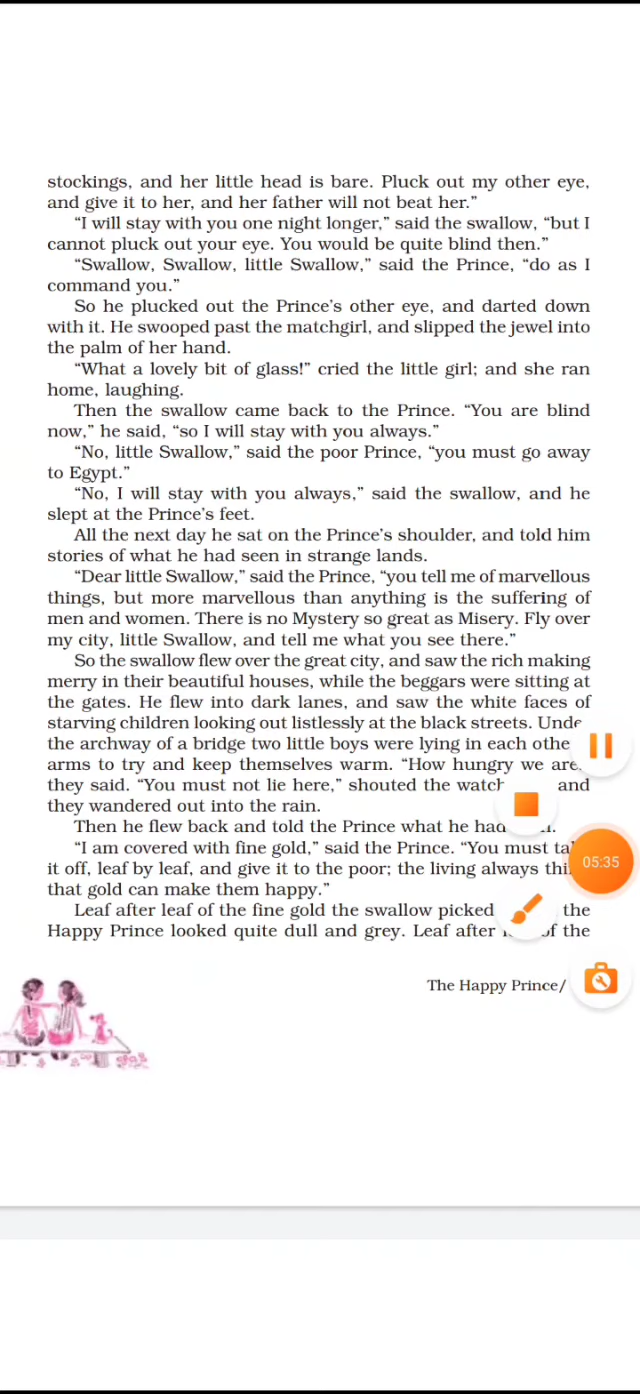 stockings, and her little head is bare. Pluck out my other eye,
and give it to her, and her father will not beat her.”
“I will stay with you one night longer,” said the swallow, “but I
cannot pluck out your eye. You would be quite blind then.”
“Swallow, Swallow, little Swallow,” said the Prince, “do as I
command you.”
So he plucked out the Prince’s other eye, and darted down
with it. He swooped past the matchgirl, and slipped the jewel into
the palm of her hand.
“What a lovely bit of glass!” cried the little girl; and she ran
home, laughing.
Then the swallow came back to the Prince. “You are blind
now,” he said, “so I will stay with you always.”
“No, little Swallow,” said the poor Prince, “you must go away
to Egypt.”
“No, I will stay with you always,” said the swallow, and he
slept at the Prince’s feet.
All the next day he sat on the Prince’s shoulder, and told him
stories of what he had seen in strange lands.
“Dear little Swallow,” said the Prince, “you tell me of marvellous
things, but more marvellous than anything is the suffering of
men and women. There is no Mystery so great as Misery. Fly over
my city, little Swallow, and tell me what you see there.”
So the swallow flew over the great city, and saw the rich making
merry in their beautiful houses, while the beggars were sitting at
the gates. He flew into dark lanes, and saw the white faces of
starving children looking out listlessly at the black streets.
the archway of a bridge two little boys were lying in each
arms to try and keep themselves warm. “How hungry we are
they said. “You must not lie here,” shouted the and
they wandered out into the rain.
Then he flew back and told the Prince what he
“I am covered with fine gold,” said the Prince. “You must
it off, leaf by leaf, and give it to the poor; the living always
that gold can make them happy.”
Leaf after leaf of the fine gold the swallow picked the
Happy Prince looked quite dull and grey. Leaf after of the
The Happy Prince/
05:35